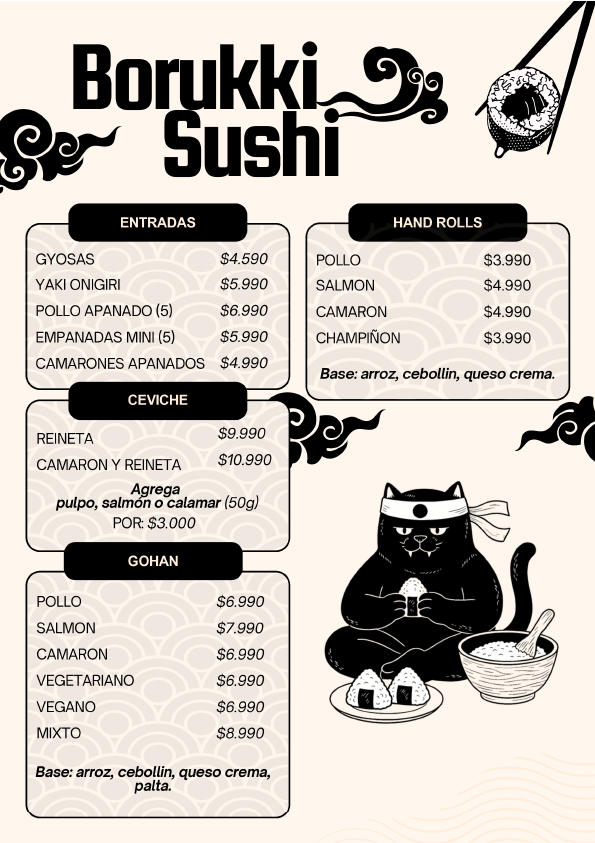 Borukki
Sushi
ENTRADAS
GYOSAS $4.590
YAKI ONIGIRI $5.990
POLLO APANADO (5) $6.990
EMPANADAS MINI (5) $5.990
CAMARONES APANADOS $4.990
CEVICHE
REINETA $9.990
CAMARON Y REINETA $10.990
Agrega
pulpo, salmón o calamar (50g)
POR: $3.000
GOHAN
POLLO $6.990
SALMON $7.990
CAMARON $6.990
VEGETARIANO $6.990
VEGANO $6.990
MIXTO $8.990
Base: arroz, cebollin, queso crema,
palta.
HAND ROLLS
POLLO $3.990
SALMON $4.990
CAMARON $4.990
CHAMPIÑON $3.990
Base: arroz, cebollin, queso crema.